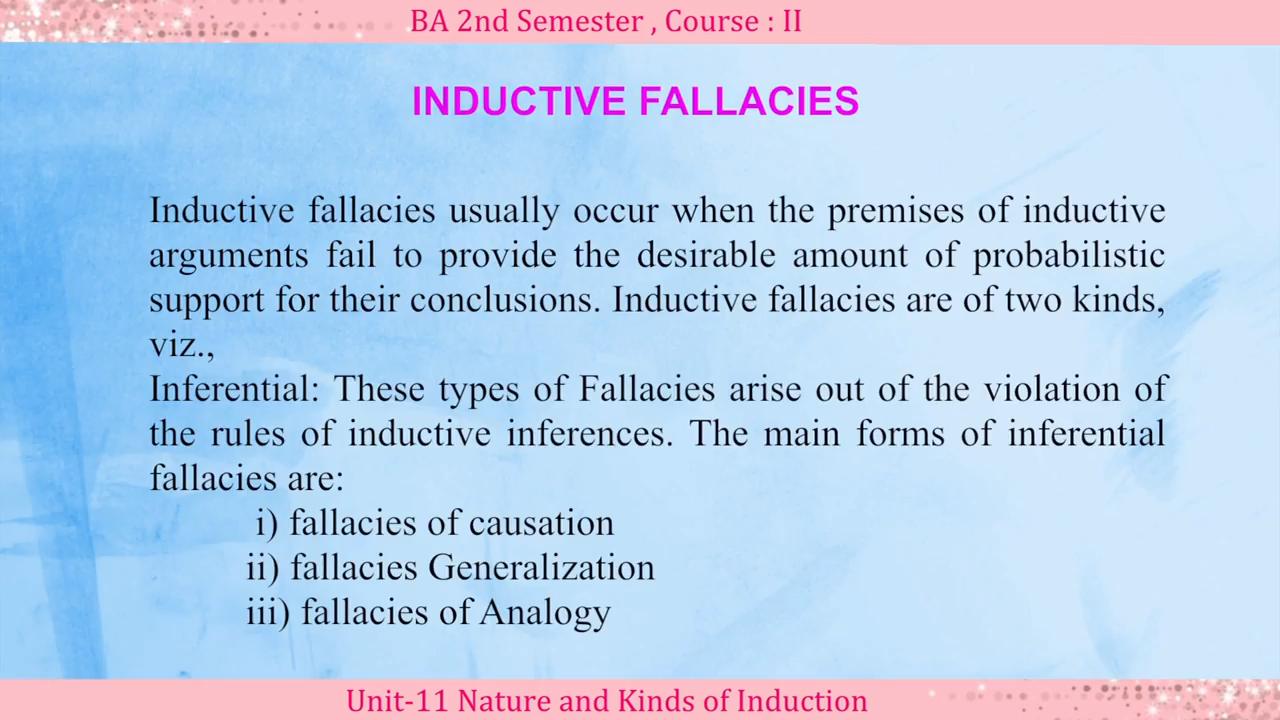 BA 2nd Semester , Course : II
INDUCTIVE FALLACIES
Inductive fallacies usually occur when the premises of inductive
arguments fail to provide the desirable amount of probabilistic
support for their conclusions. Inductive fallacies are of two kinds,
viz.,
Inferential: These types of Fallacies arise out of the violation of
the rules of inductive inferences. The main forms of inferential
fallacies are:
i) fallacies of causation
ii) fallacies Generalization
iii) fallacies of Analogy
Unit-11 Nature and Kinds of Induction